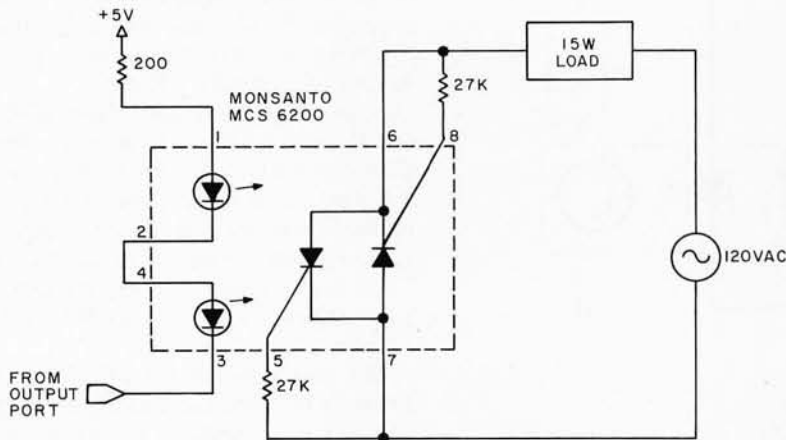 +5V
200
MONSANTO
MCS 6200
1
2
4
3
FROM
OUTPUT
PORT
5
27K
6
7
8
27K
15W
LOAD
120VAC